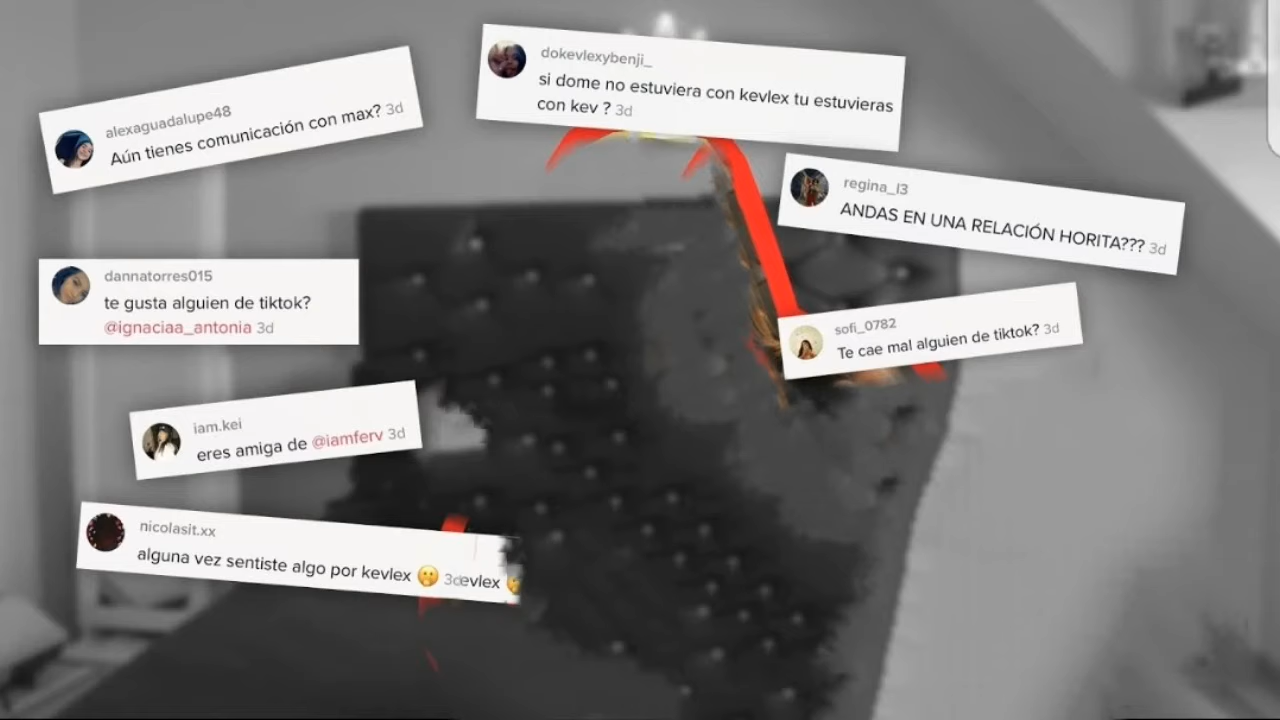 alexaguadalupe48
Aún tienes comunicación con max? 3d
dokevlexybenji_
si dome no estuviera con kevlex tu estuvieras
con kev ? 3d
regina_l3
ANDAS EN UNA RELACIÓN HORITA??? 3d
dannatorres015
te gusta alguien de tiktok?
@ignaciaa_antonia 3d
sofi_0782
Te cae mal alguien de tiktok? 3d
iam.kei
eres amiga de @iamferv 3d
nicolasit.xx
alguna vez sentiste algo por kevlex 🤭 3d evlex